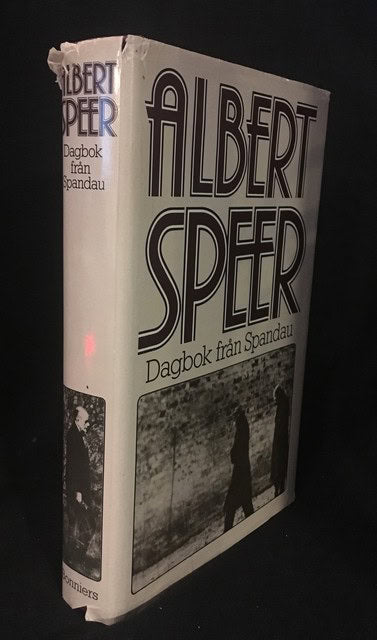 ALBERT
SPEER
Dagbok
från
Spandau
Bonniers
ALBERT
SPEER
Dagbok från Spandau